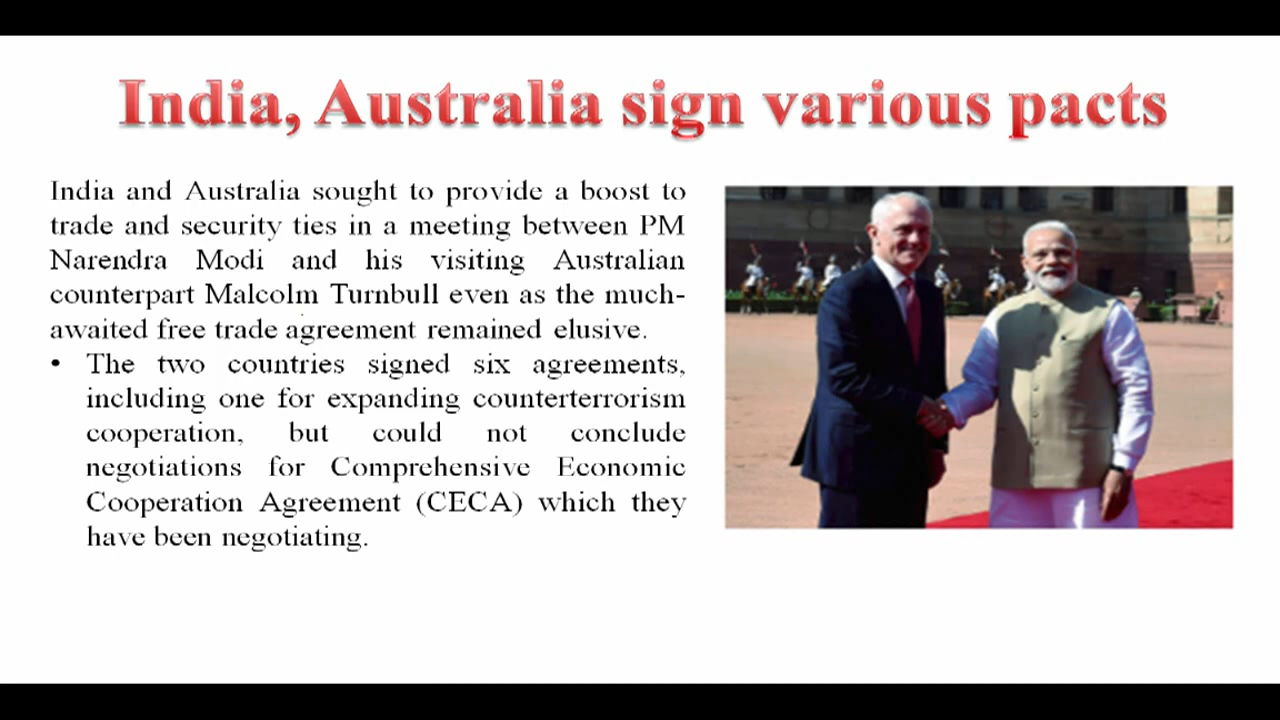 India, Australia sign various pacts
India and Australia sought to provide a boost to
trade and security ties in a meeting between PM
Narendra Modi and his visiting Australian
counterpart Malcolm Turnbull even as the much-
awaited free trade agreement remained elusive.
• The two countries signed six agreements,
including one for expanding counterterrorism
cooperation, but could not conclude
negotiations for Comprehensive Economic
Cooperation Agreement (CECA) which they
have been negotiating.